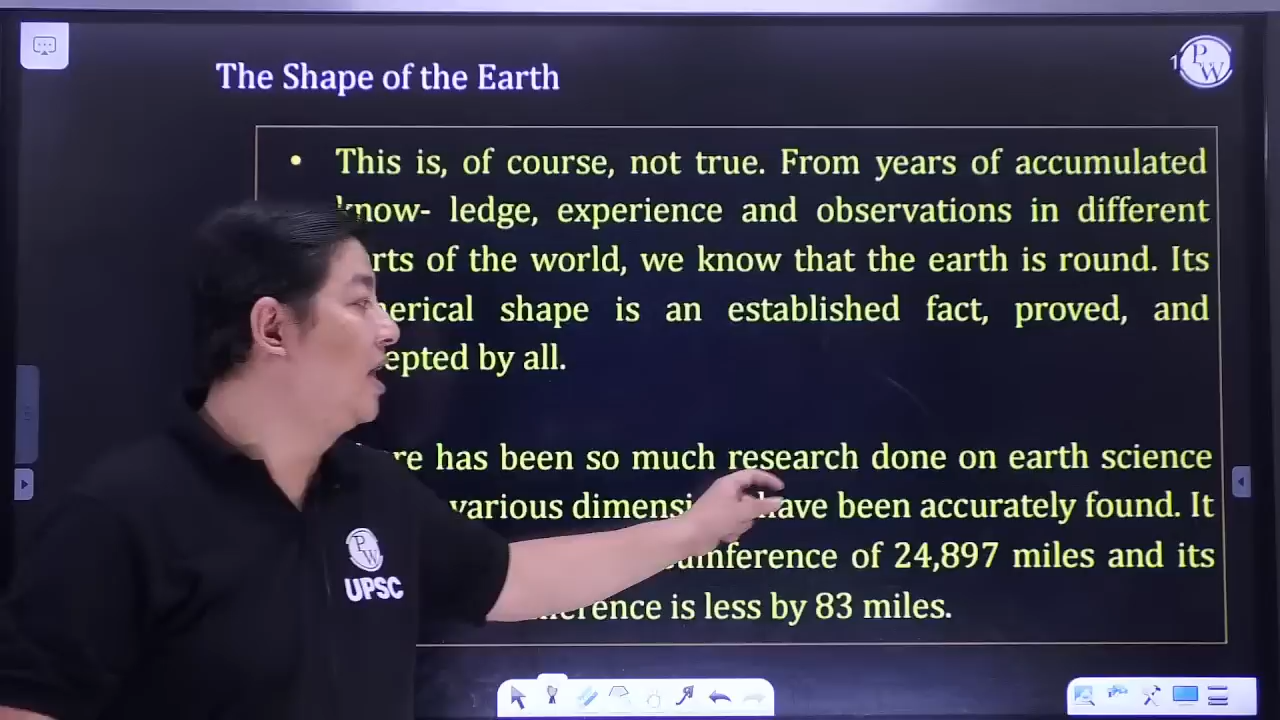 The Shape of the Earth
1
PW
• This is, of course, not true. From years of accumulated
know- ledge, experience and observations in different
of the world, we know that the earth is round. Its
shape is an established fact, proved, and
by all.
has been so much research done on earth science
various have been accurately found. It
of 24,897 miles and its
is less by 83 miles.
PW
UPSC